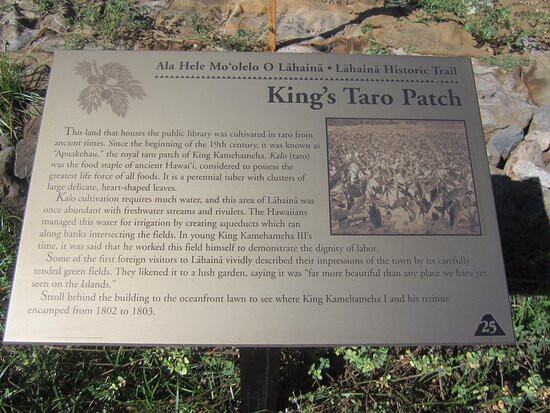 Ala Hele Mo‘olelo O Lāhainā • Lāhainā Historic Trail
King's Taro Patch
This land that houses the public library was cultivated in taro from
ancient times. Since the beginning of the 19th century, it was known as
"Apuakehau," the royal taro patch of King Kamehameha. Kalo (taro)
was the food staple of ancient Hawai‘i, considered to possess the
greatest life force of all foods. It is a perennial tuber with clusters of
large delicate, heart-shaped leaves.
Kalo cultivation requires much water, and this area of Lāhainā was
once abundant with freshwater streams and rivulets. The Hawaiians
managed this water for irrigation by creating aqueducts which ran
along banks intersecting the fields. In young King Kamehameha III's
time, it was said that he worked this field himself to demonstrate the dignity of labor.
Some of the first foreign visitors to Lāhainā vividly described their impressions of the town by its carefully
tended green fields. They likened it to a lush garden, saying it was "far more beautiful than any place we have yet
seen on the Islands."
Stroll behind the building to the oceanfront lawn to see where King Kamehameha I and his retinue
encamped from 1802 to 1803.
25